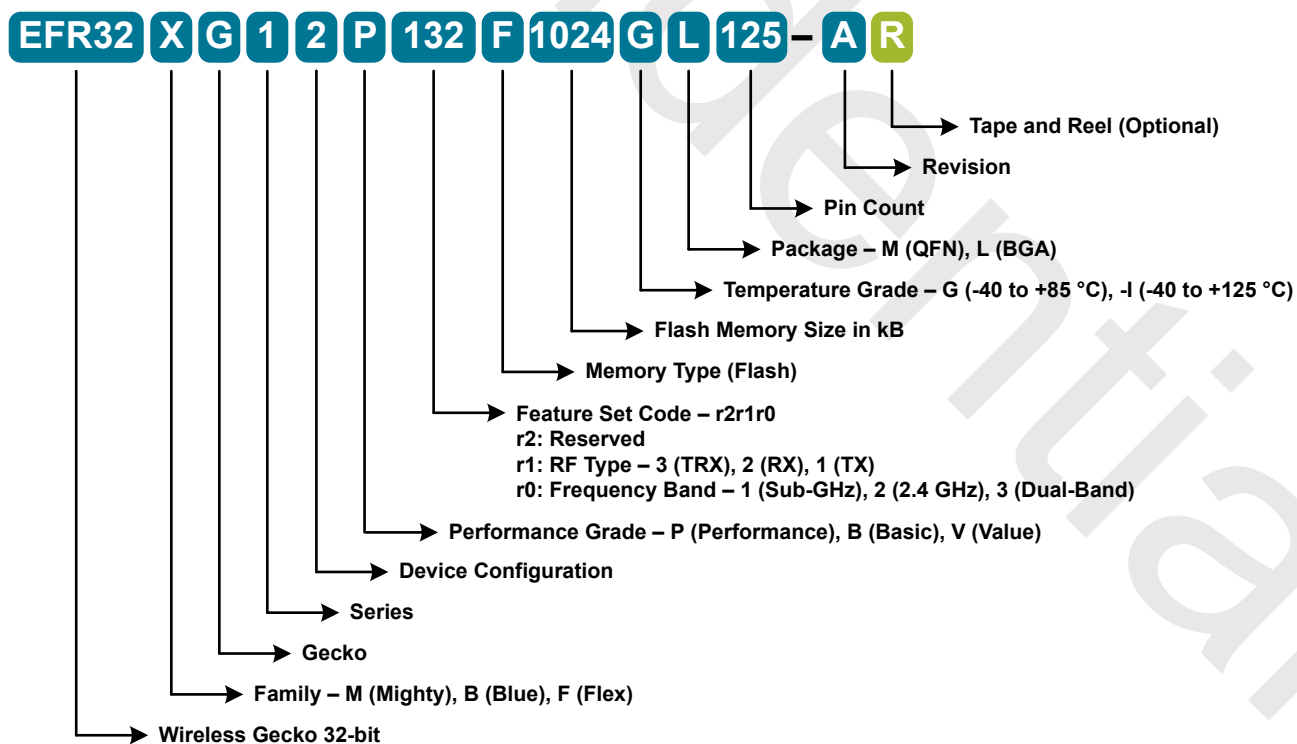 EFR32 X G 1 2 P 132 F 1024 G L 125 – A R
Tape and Reel (Optional)
Revision
Pin Count
Package – M (QFN), L (BGA)
Temperature Grade – G (-40 to +85 °C), -I (-40 to +125 °C)
Flash Memory Size in kB
Memory Type (Flash)
Feature Set Code – r2r1r0
r2: Reserved
r1: RF Type – 3 (TRX), 2 (RX), 1 (TX)
r0: Frequency Band – 1 (Sub-GHz), 2 (2.4 GHz), 3 (Dual-Band)
Performance Grade – P (Performance), B (Basic), V (Value)
Device Configuration
Series
Gecko
Family – M (Mighty), B (Blue), F (Flex)
Wireless Gecko 32-bit
dentia